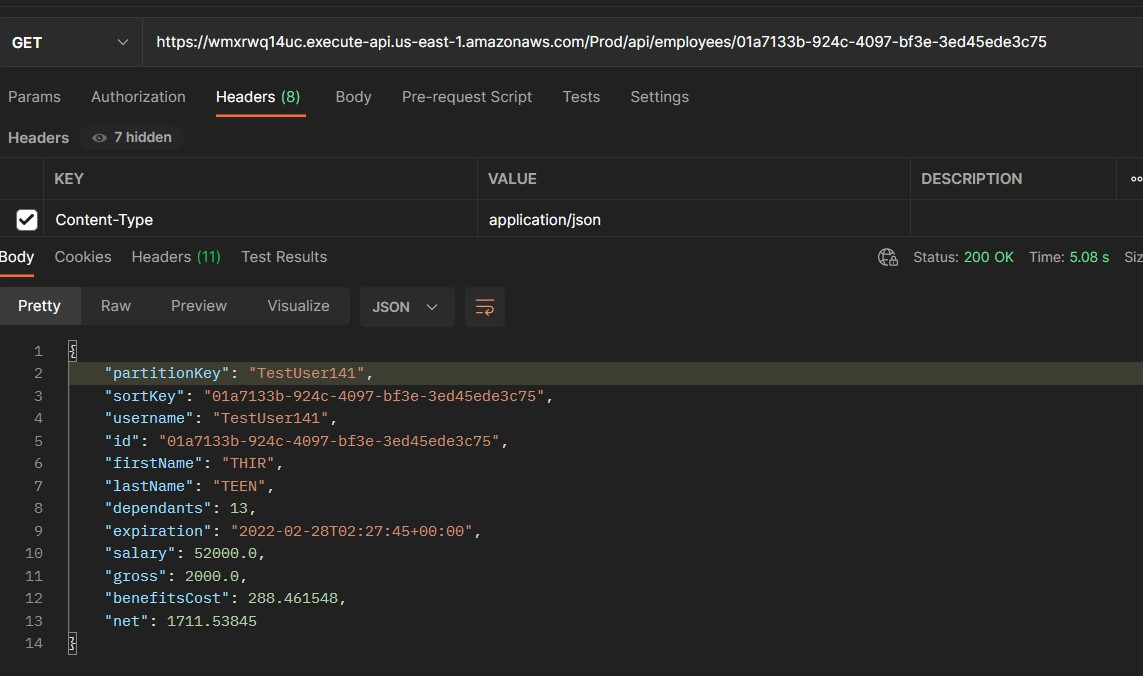 GET https://wmxrwq14uc.execute-api.us-east-1.amazonaws.com/Prod/api/employees/01a7133b-924c-4097-bf3e-3ed45ede3c75
Params Authorization Headers (8) Body Pre-request Script Tests Settings
Headers 7 hidden
KEY VALUE DESCRIPTION
Content-Type application/json
Body Cookies Headers (11) Test Results Status: 200 OK Time: 5.08 s Siz
Pretty Raw Preview Visualize JSON
1 {
2 "partitionKey": "TestUser141",
3 "sortKey": "01a7133b-924c-4097-bf3e-3ed45ede3c75",
4 "username": "TestUser141",
5 "id": "01a7133b-924c-4097-bf3e-3ed45ede3c75",
6 "firstName": "THIR",
7 "lastName": "TEEN",
8 "dependants": 13,
9 "expiration": "2022-02-28T02:27:45+00:00",
10 "salary": 52000.0,
11 "gross": 2000.0,
12 "benefitsCost": 288.461548,
13 "net": 1711.53845
14 }